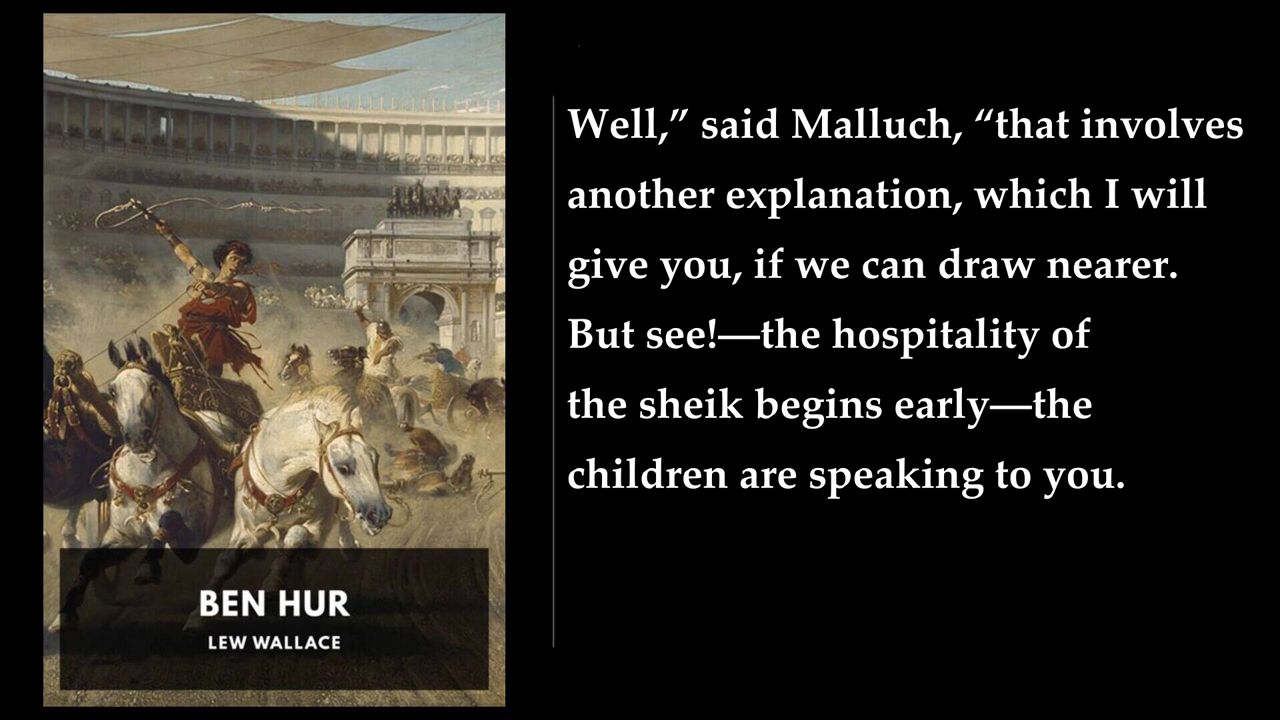 Well,” said Malluch, “that involves
another explanation, which I will
give you, if we can draw nearer.
But see!—the hospitality of
the sheik begins early—the
children are speaking to you.
BEN HUR
LEW WALLACE